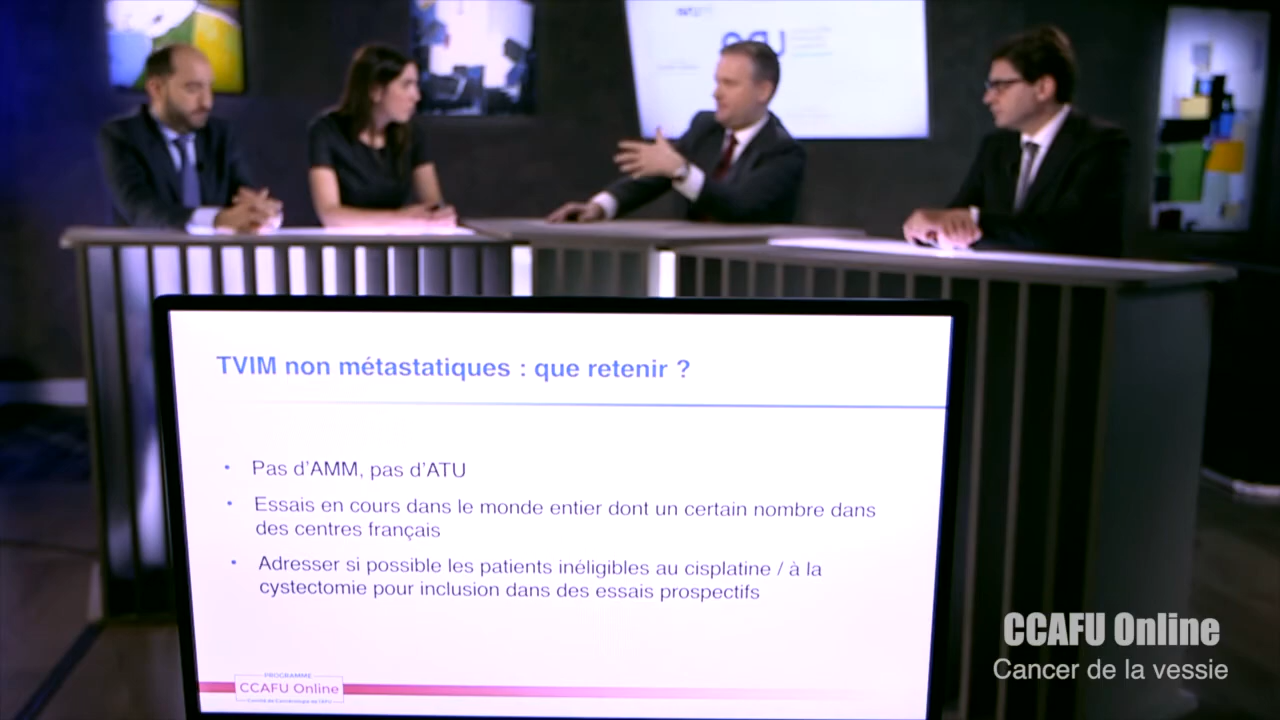 TVIM non métastatiques : que retenir ?
• Pas d'AMM, pas d'ATU
• Essais en cours dans le monde entier dont un certain nombre dans
des centres français
• Adresser si possible les patients inéligibles au cisplatine / à la
cystectomie pour inclusion dans des essais prospectifs
PROGRAMME
CCAFU Online
CCAFU Online
Cancer de la vessie